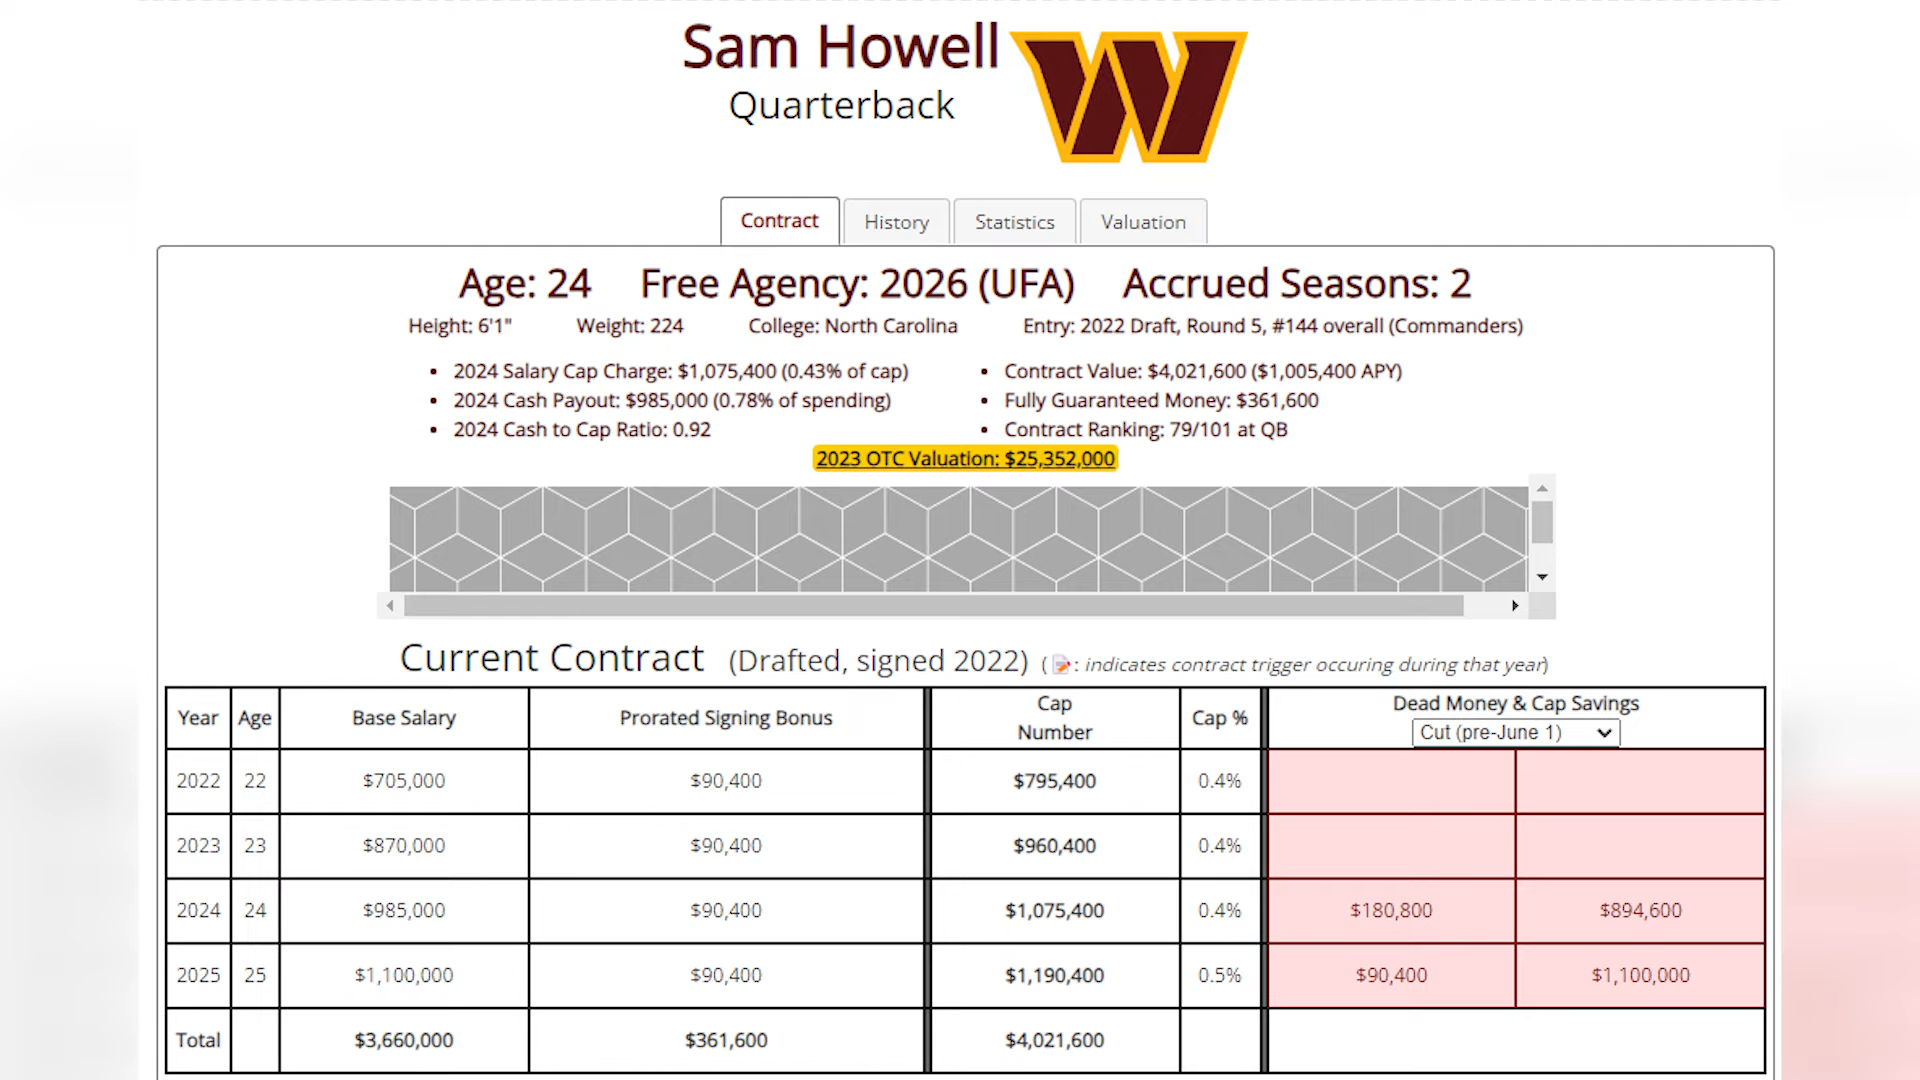 Sam Howell
Quarterback
Contract History Statistics Valuation
Age: 24 Free Agency: 2026 (UFA) Accrued Seasons: 2
Height: 6'1" Weight: 224 College: North Carolina Entry: 2022 Draft, Round 5, #144 overall (Commanders)
• 2024 Salary Cap Charge: $1,075,400 (0.43% of cap)
• 2024 Cash Payout: $985,000 (0.78% of spending)
• 2024 Cash to Cap Ratio: 0.92
• Contract Value: $4,021,600 ($1,005,400 APY)
• Fully Guaranteed Money: $361,600
• Contract Ranking: 79/101 at QB
2023 OTC Valuation: $25,352,000
Current Contract (Drafted, signed 2022) ( : indicates contract trigger occuring during that year)
Year Age Base Salary Prorated Signing Bonus Cap Number Cap % Dead Money & Cap Savings
Cut (pre-June 1)
2022 22 $705,000 $90,400 $795,400 0.4%
2023 23 $870,000 $90,400 $960,400 0.4%
2024 24 $985,000 $90,400 $1,075,400 0.4% $180,800 $894,600
2025 25 $1,100,000 $90,400 $1,190,400 0.5% $90,400 $1,100,000
Total $3,660,000 $361,600 $4,021,600